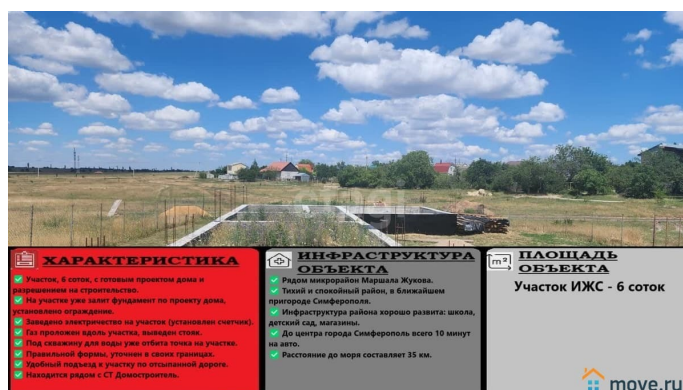 ХАРАКТЕРИСТИКА
Участок, 6 соток, с готовым проектом дома и
разрешением на строительство.
На участке уже залит фундамент по проекту дома,
установлено ограждение.
Заведено электричество на участок (установлен счетчик).
Газ проложен вдоль участка, выведен стояк.
Под скважину для воды уже отбита точка на участке.
Правильной формы, уточнен в своих границах.
Удобный подъезд к участку по отсыпанной дороге.
Находится рядом с СТ Домостроитель.
ИНФРАСТРУКТУРА
ОБЪЕКТА
Рядом микрорайон Маршала Жукова.
Тихий и спокойный район, в ближайшем
пригороде Симферополя.
Инфраструктура района хорошо развита: школа,
детский сад, магазины.
До центра города Симферополь всего 10 минут
на авто.
Расстояние до моря составляет 35 км.
м²
ПЛОЩАДЬ
ОБЪЕКТА
Участок ИЖС - 6 соток
move.ru